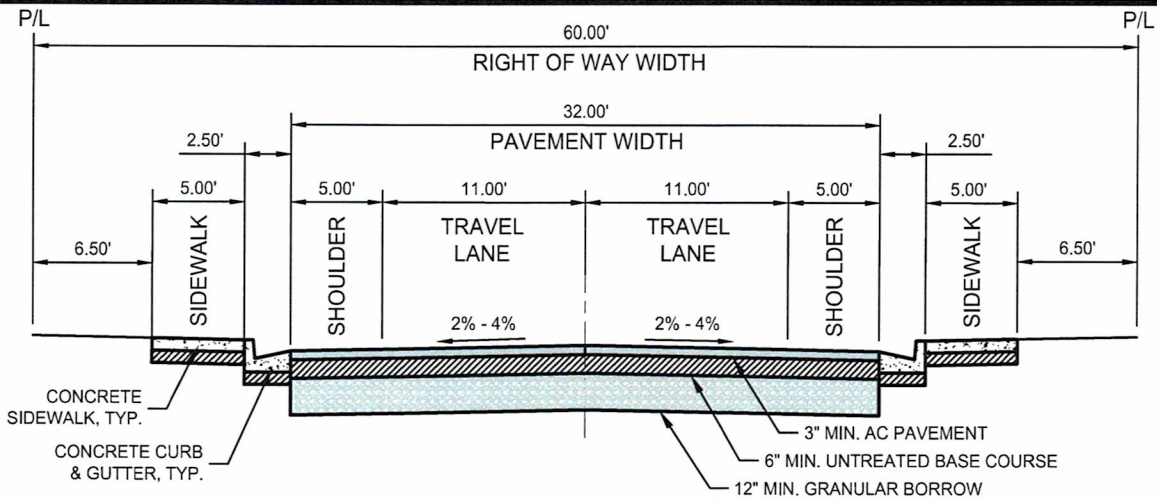 P/L
P/L
60.00'
RIGHT OF WAY WIDTH
32.00'
PAVEMENT WIDTH
2.50'
2.50'
5.00'
5.00'
11.00'
11.00'
5.00'
5.00'
SIDEWALK
SHOULDER
TRAVEL
LANE
TRAVEL
LANE
SHOULDER
SIDEWALK
6.50'
6.50'
2% - 4%
2% - 4%
CONCRETE
SIDEWALK, TYP.
CONCRETE CURB
& GUTTER, TYP.
3" MIN. AC PAVEMENT
6" MIN. UNTREATED BASE COURSE
12" MIN. GRANULAR BORROW